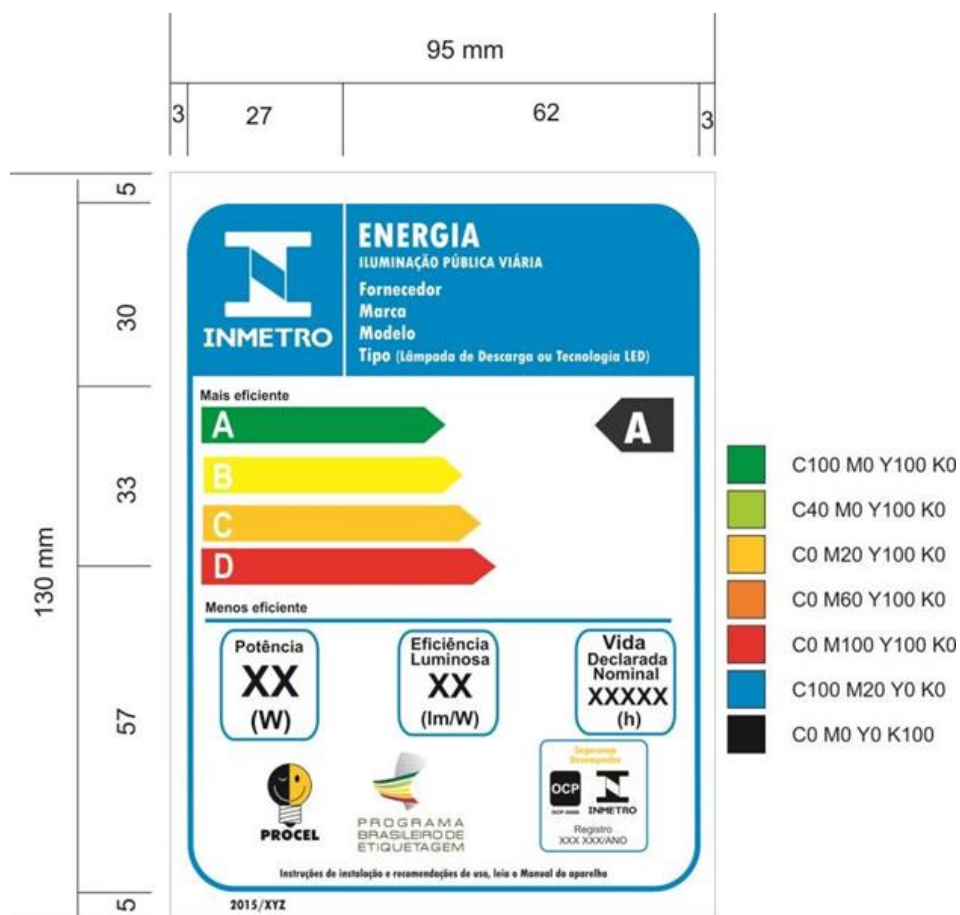 95 mm
3 27 62 3
130 mm
5
30
33
57
5
INMETRO
ENERGIA
ILUMINAÇÃO PÚBLICA VIÁRIA
Fornecedor
Marca
Modelo
Tipo (Lâmpada de Descarga ou Tecnologia LED)
Mais eficiente
A
A
B
C
D
Menos eficiente
Potência
XX
(W)
Eficiência
Luminosa
XX
(lm/W)
Vida
Declarada
Nominal
XXXXX
(h)
PROCEL
PROGRAMA
BRASILEIRO DE
ETIQUETAGEM
Segurança
Desempenho
OCP
INMETRO
Registro
XXX XXX/ANO
Instruções de instalação e recomendações de uso, leia o Manual do aparelho
2015/XYZ
C100 M0 Y100 K0
C40 M0 Y100 K0
C0 M20 Y100 K0
C0 M60 Y100 K0
C0 M100 Y100 K0
C100 M20 Y0 K0
C0 M0 Y0 K100